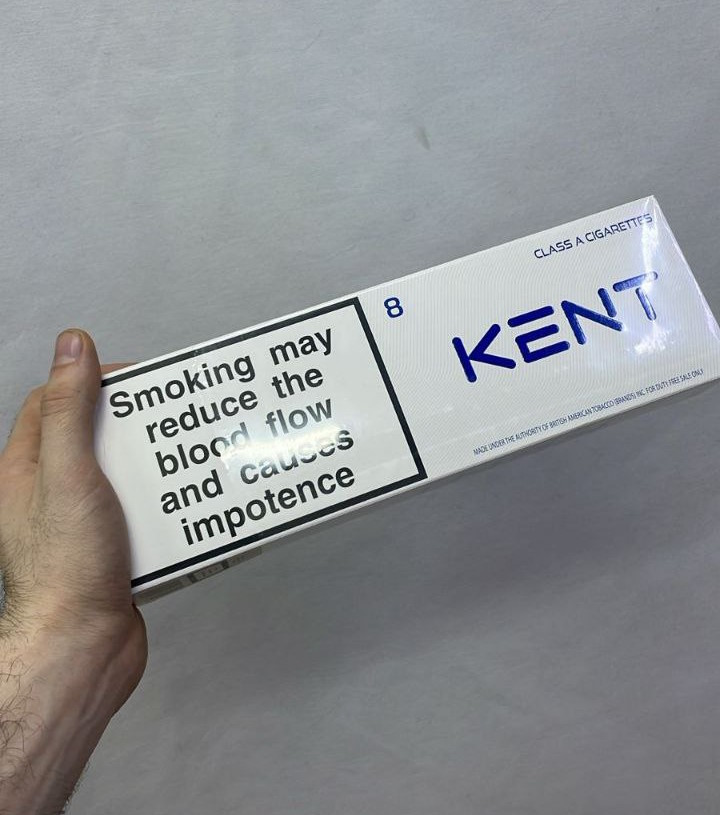 Smoking may
reduce the
blood flow
and causes
impotence
8
CLASS A CIGARETTES
KENT
MADE UNDER THE AUTHORITY OF BRITISH AMERICAN TOBACCO (BRANDS) INC. FOR DUTY FREE SALE ONLY